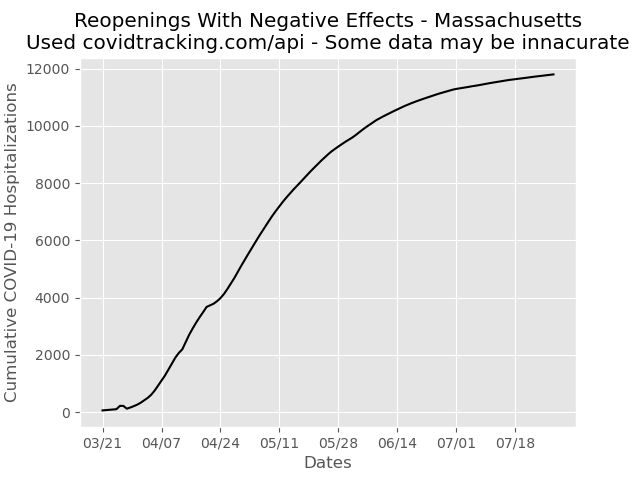 Reopenings With Negative Effects - Massachusetts
Used covidtracking.com/api - Some data may be innacurate
Cumulative COVID-19 Hospitalizations
12000
10000
8000
6000
4000
2000
0
03/21 04/07 04/24 05/11 05/28 06/14 07/01 07/18
Dates